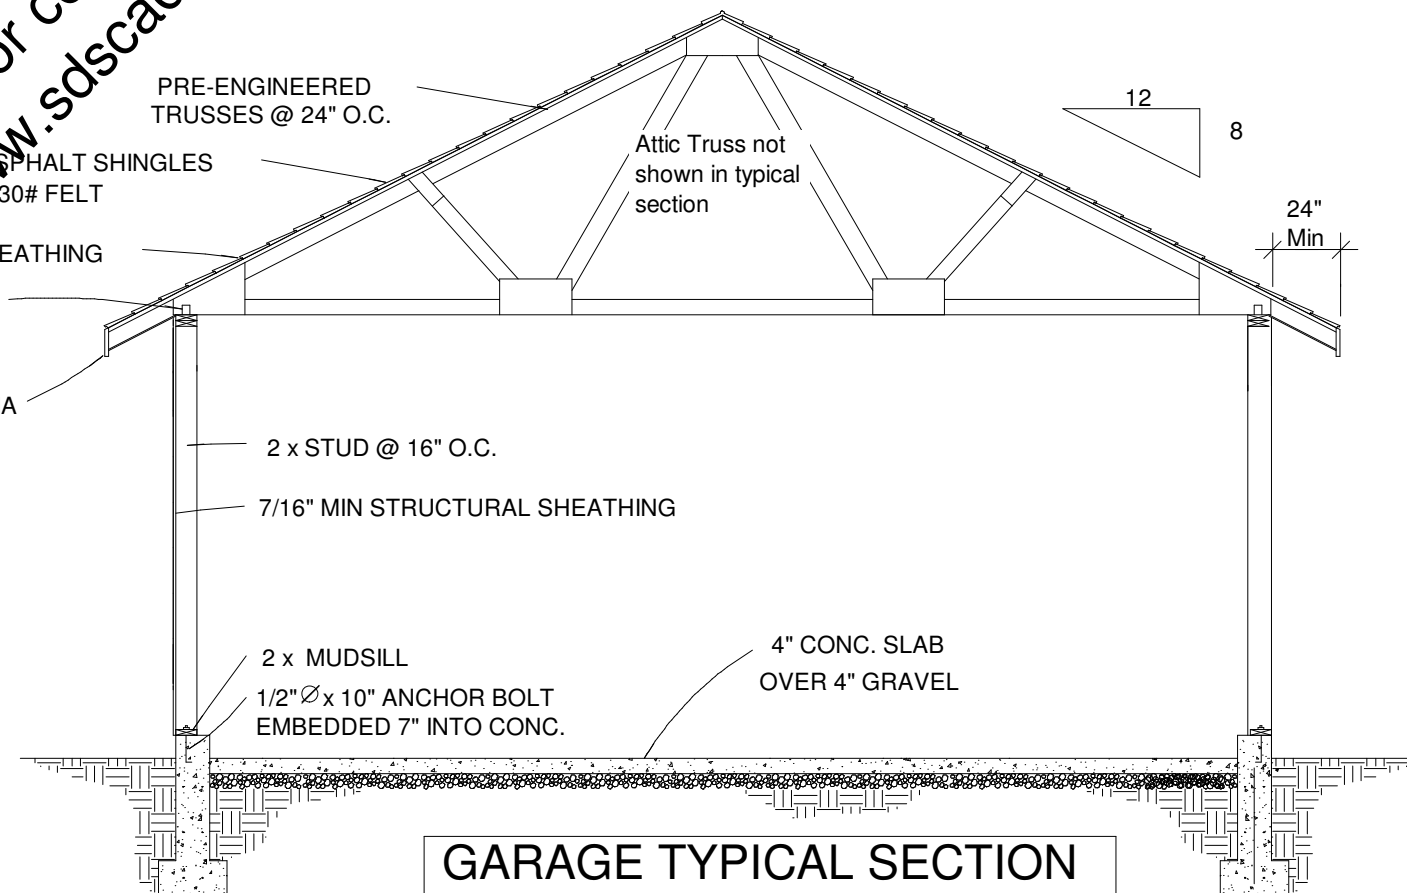 PRE-ENGINEERED
TRUSSES @ 24" O.C.
SHINGLES
30# FELT
2 x STUD @ 16" O.C.
7/16" MIN STRUCTURAL SHEATHING
2 x MUDSILL
1/2"∅ x 10" ANCHOR BOLT
EMBEDDED 7" INTO CONC.
Attic Truss not
shown in typical
section
12
8
24"
Min
4" CONC. SLAB
OVER 4" GRAVEL
GARAGE TYPICAL SECTION